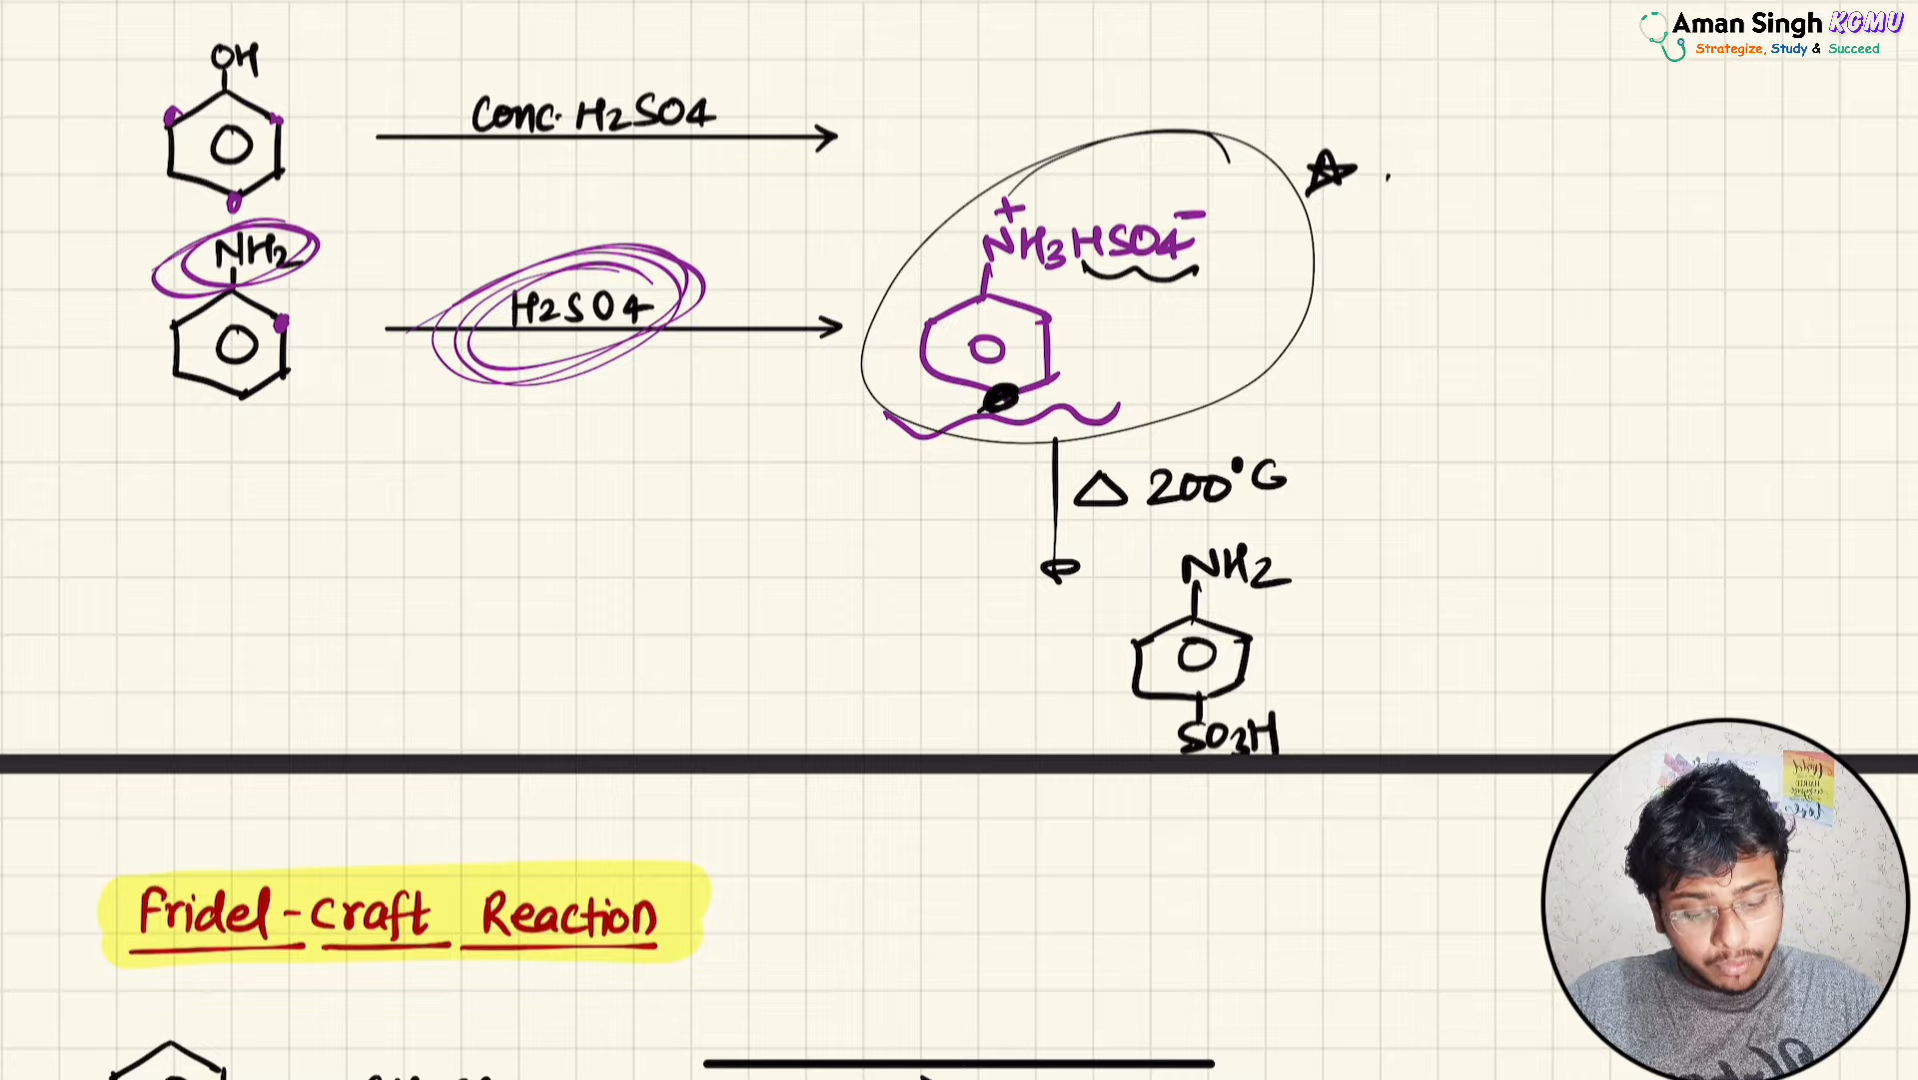 Aman Singh KGMU
Strategize, Study & Succeed
OH
Conc. H2SO4
NH2
H2SO4
+
NH3HSO4−
Δ 200°C
NH2
SO3H
Fridel-Craft Reaction